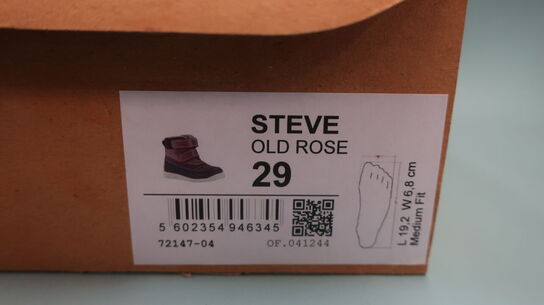 STEVE
OLD ROSE
29
5 602354 946345
72147-04 OF.041244
L 19,2 W 6,8 cm
Medium Fit